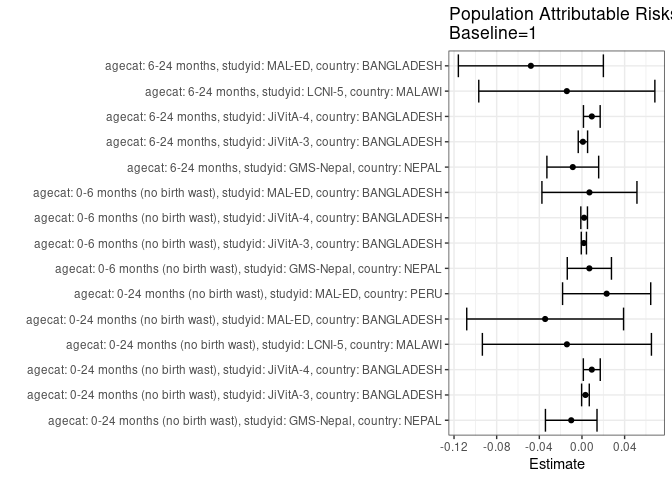 Population Attributable Risks
Baseline=1
agecat: 6-24 months, studyid: MAL-ED, country: BANGLADESH
agecat: 6-24 months, studyid: LCNI-5, country: MALAWI
agecat: 6-24 months, studyid: JiVitA-4, country: BANGLADESH
agecat: 6-24 months, studyid: JiVitA-3, country: BANGLADESH
agecat: 6-24 months, studyid: GMS-Nepal, country: NEPAL
agecat: 0-6 months (no birth wast), studyid: MAL-ED, country: BANGLADESH
agecat: 0-6 months (no birth wast), studyid: JiVitA-4, country: BANGLADESH
agecat: 0-6 months (no birth wast), studyid: JiVitA-3, country: BANGLADESH
agecat: 0-6 months (no birth wast), studyid: GMS-Nepal, country: NEPAL
agecat: 0-24 months (no birth wast), studyid: MAL-ED, country: PERU
agecat: 0-24 months (no birth wast), studyid: MAL-ED, country: BANGLADESH
agecat: 0-24 months (no birth wast), studyid: LCNI-5, country: MALAWI
agecat: 0-24 months (no birth wast), studyid: JiVitA-4, country: BANGLADESH
agecat: 0-24 months (no birth wast), studyid: JiVitA-3, country: BANGLADESH
agecat: 0-24 months (no birth wast), studyid: GMS-Nepal, country: NEPAL
-0.12 -0.08 -0.04 0.00 0.04
Estimate